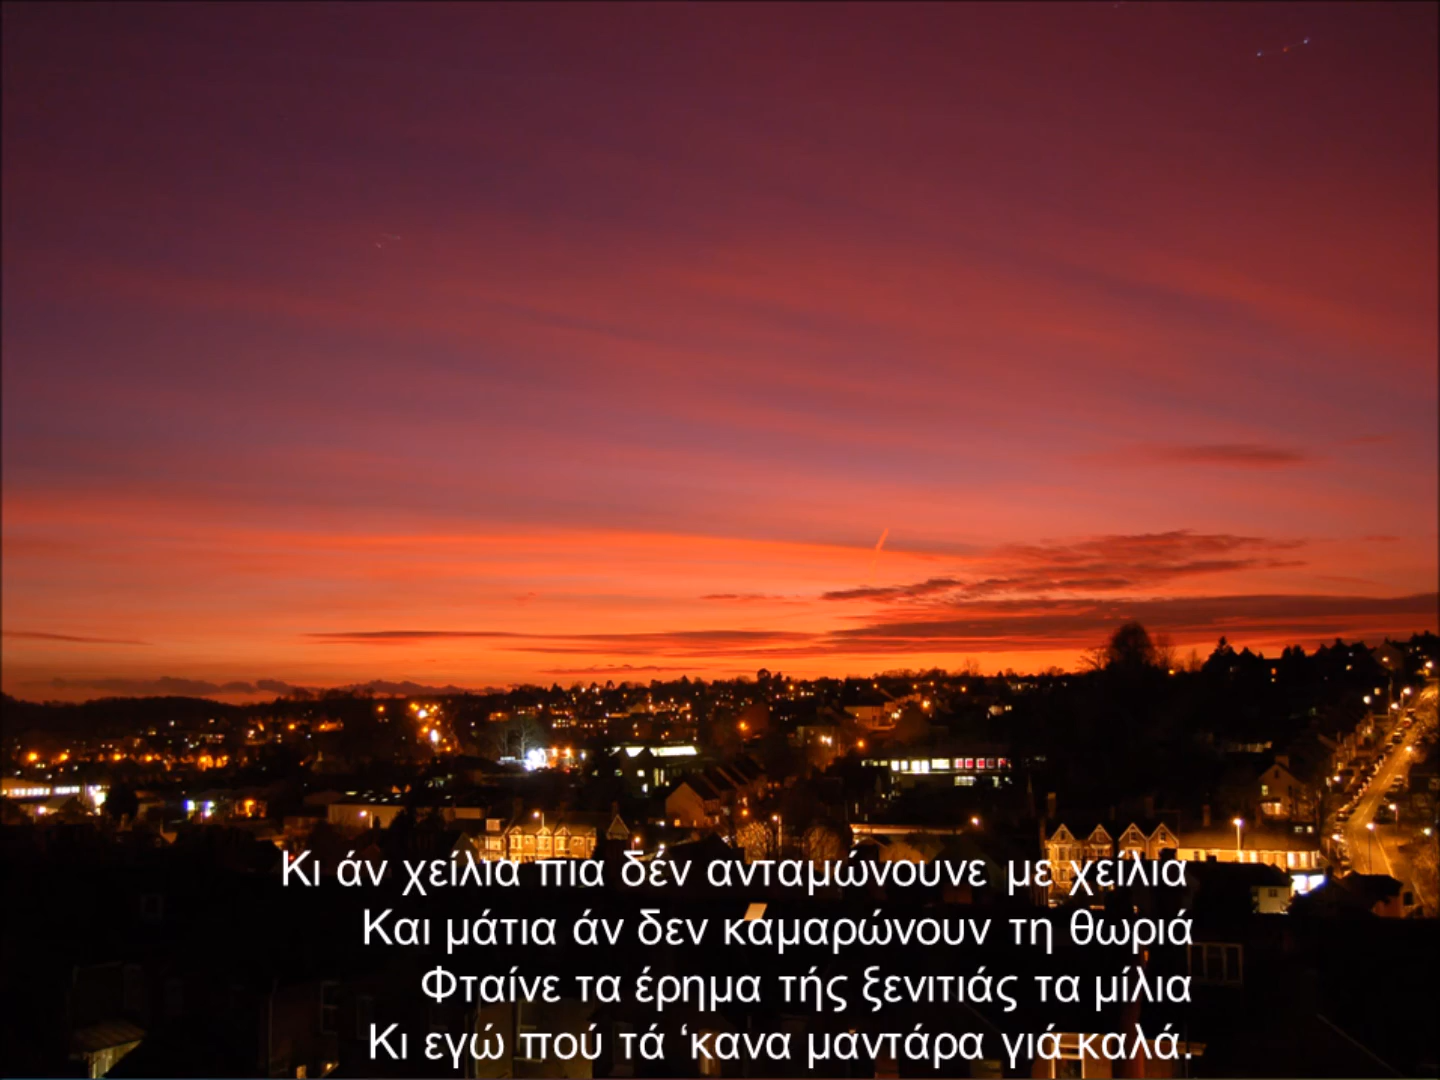 Κι άν χείλια πια δέν ανταμώνουνε με χείλια
Και μάτια άν δεν καμαρώνουν τη θωριά
Φταίνε τα έρημα τής ξενιτιάς τα μίλια
Κι εγώ πού τά ‘κανα μαντάρα γιά καλά.